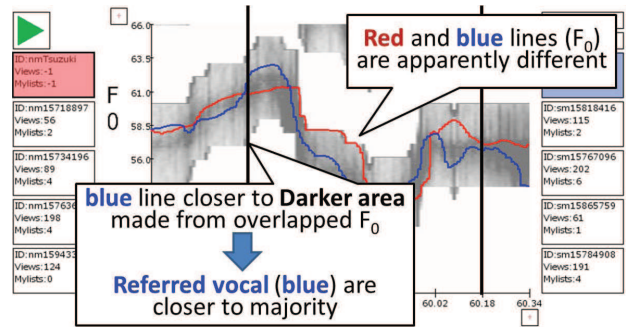 66.0
63.5
61.0
58.5
56.0
F
0
ID:nmTsuzuki
Views:-1
Mylists:-1
ID:nm15718897
Views:56
Mylists:2
ID:nm15734196
Views:89
Mylists:4
ID:nm157636
Views:198
Mylists:4
ID:nm159433
Views:124
Mylists:0
Red and blue lines (F0)
are apparently different
blue line closer to Darker area
made from overlapped F0
Referred vocal (blue) are
closer to majority
60.02 60.18 60.34
ID:sm15818416
Views:115
Mylists:2
ID:sm15767096
Views:202
Mylists:6
ID:sm15865759
Views:61
Mylists:1
ID:sm15784908
Views:191
Mylists:4